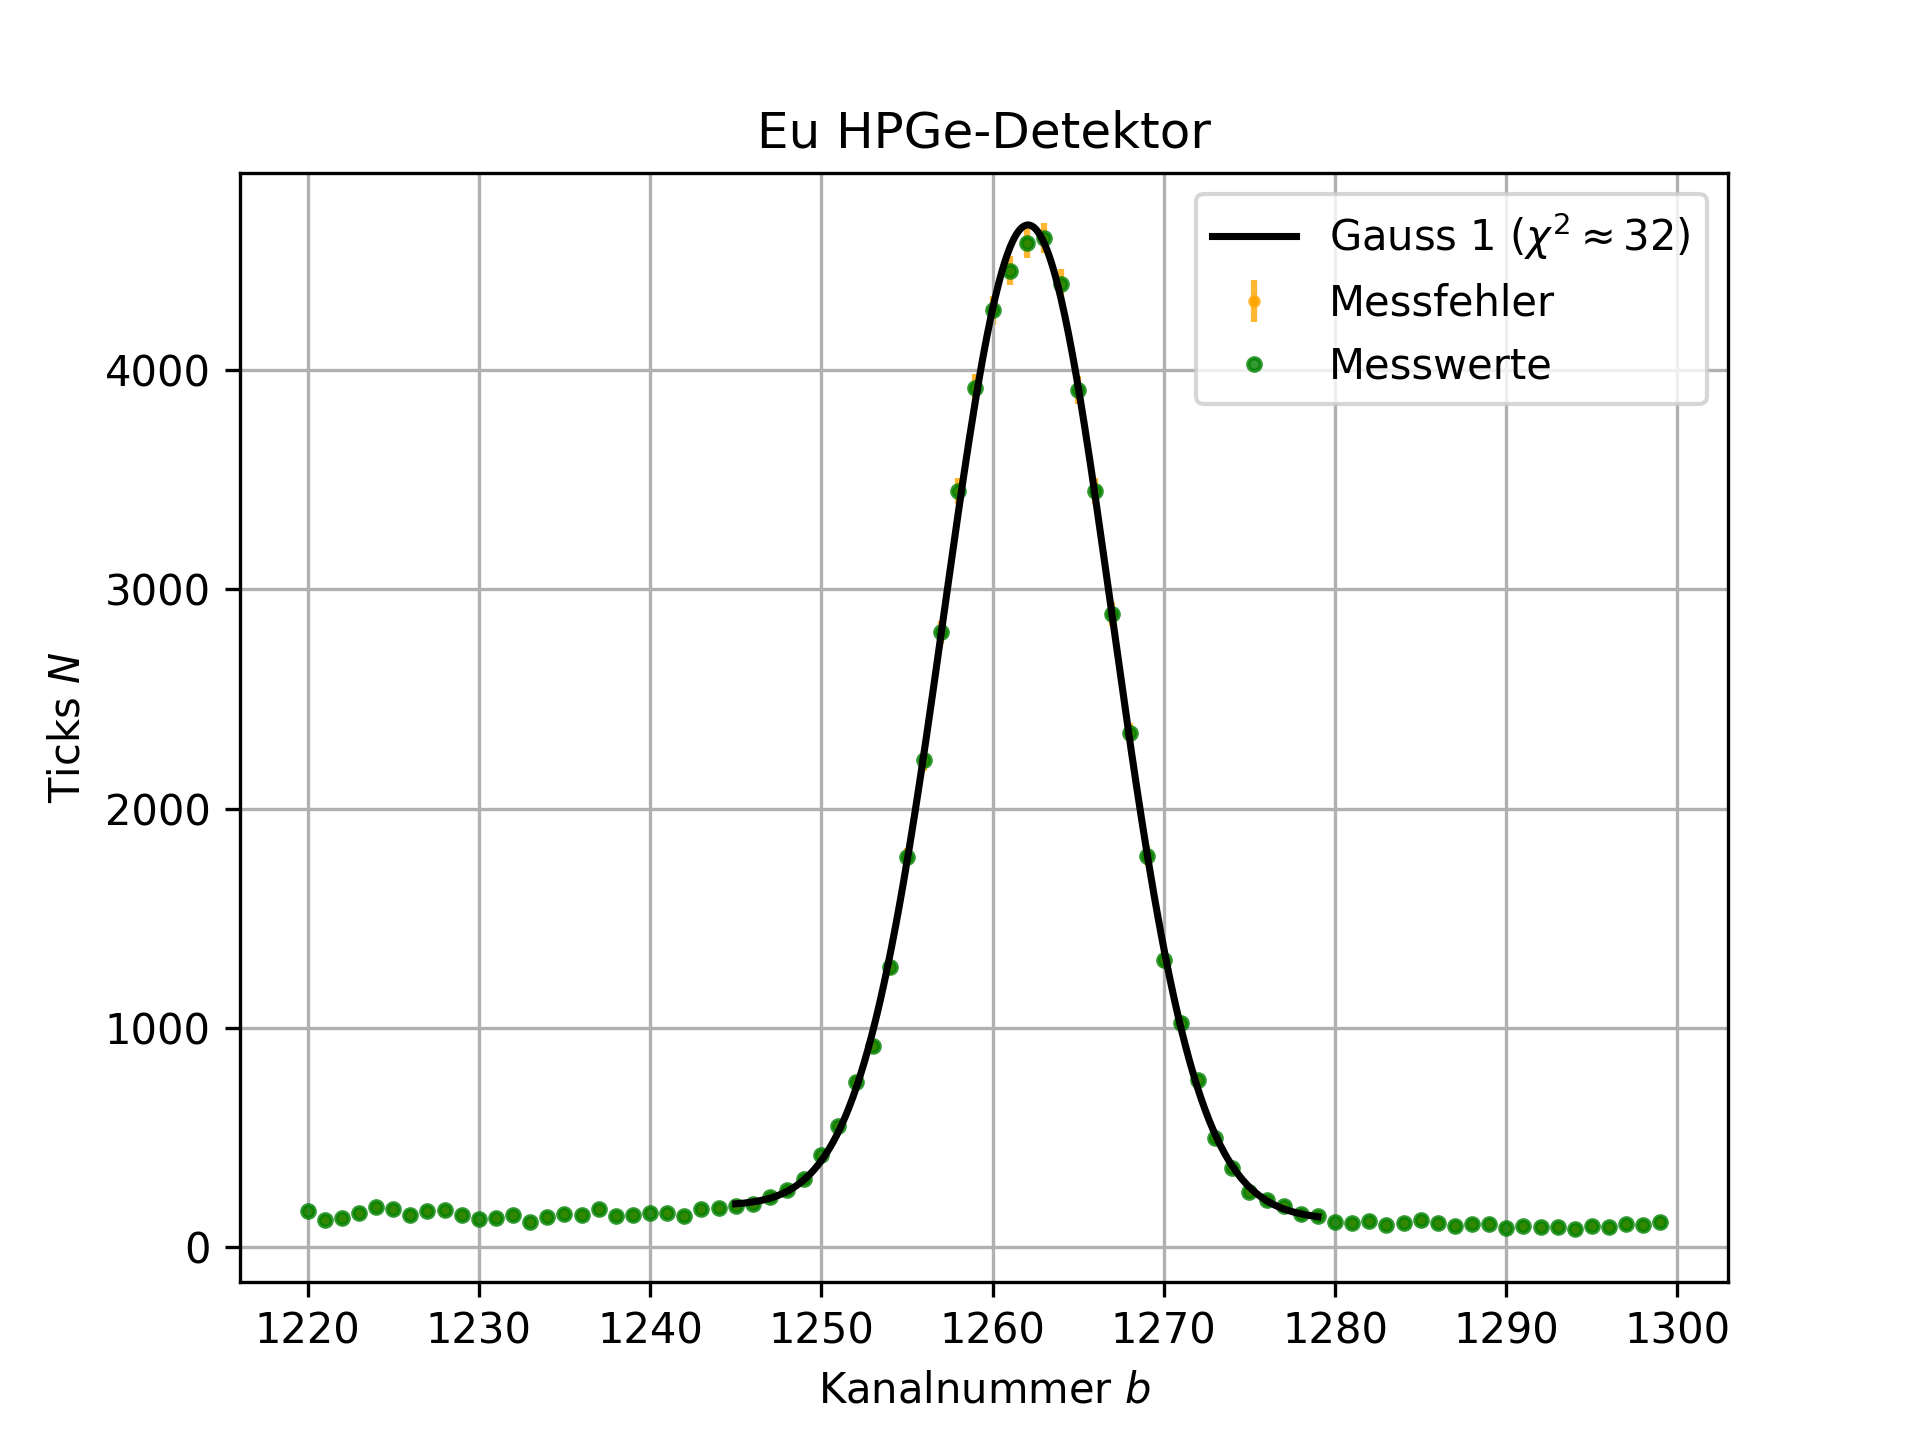 Eu HPGe-Detektor
Gauss 1 (χ² ≈ 32)
Messfehler
Messwerte
4000
3000
2000
1000
0
Ticks N
1220 1230 1240 1250 1260 1270 1280 1290 1300
Kanalnummer b